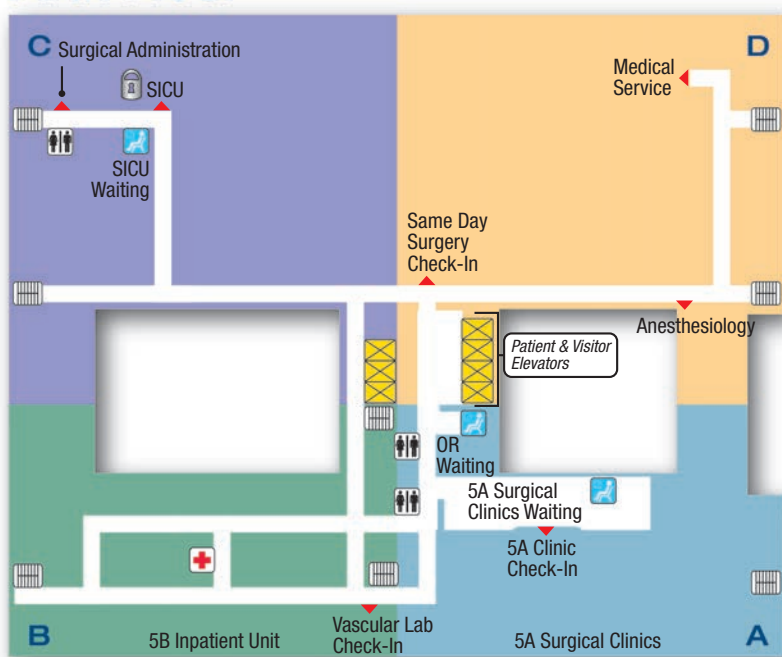 C
Surgical Administration
SICU
SICU
Waiting
D
Medical
Service
Same Day
Surgery
Check-In
Anesthesiology
Patient & Visitor
Elevators
OR
Waiting
5A Surgical
Clinics Waiting
5A Clinic
Check-In
B
5B Inpatient Unit
Vascular Lab
Check-In
5A Surgical Clinics
A